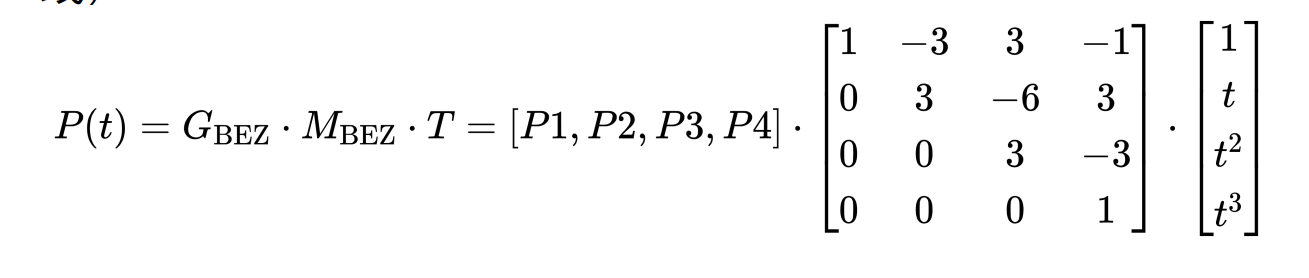 P(t) = G_BEZ · M_BEZ · T = [P1, P2, P3, P4] · [1 −3 3 −1; 0 3 −6 3; 0 0 3 −3; 0 0 0 1] · [1; t; t²; t³]